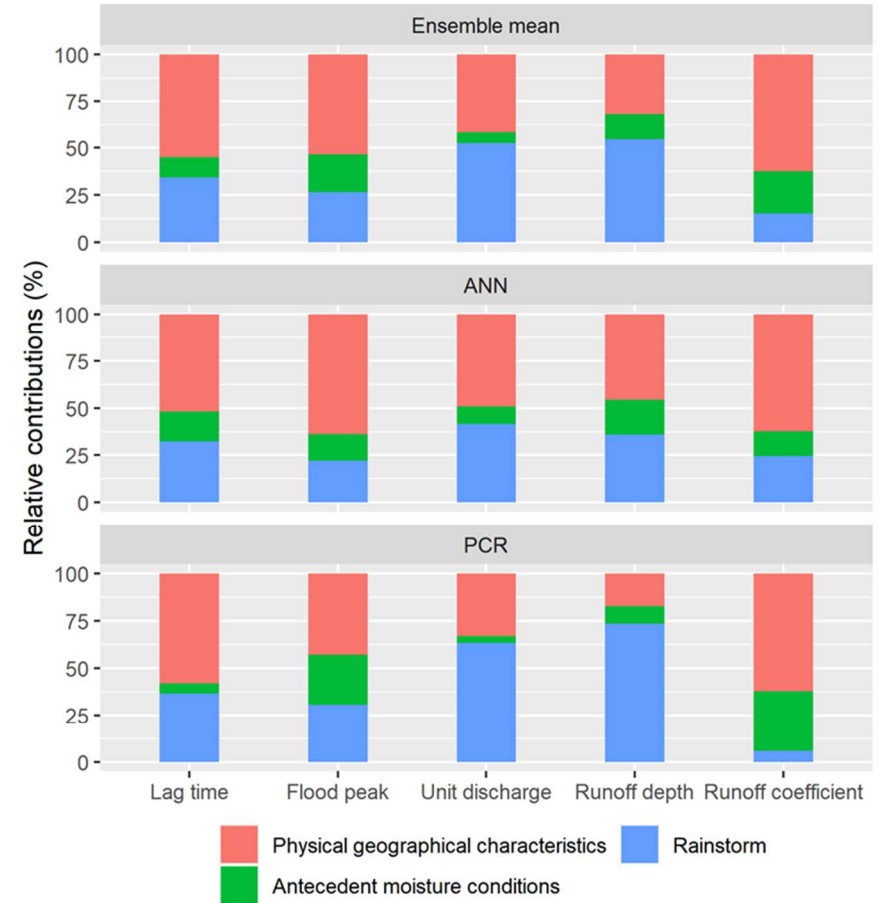 Ensemble mean
100
75
50
25
0
ANN
100
75
50
25
0
PCR
100
75
50
25
0
Relative contributions (%)
Lag time Flood peak Unit discharge Runoff depth Runoff coefficient
Physical geographical characteristics Rainstorm
Antecedent moisture conditions